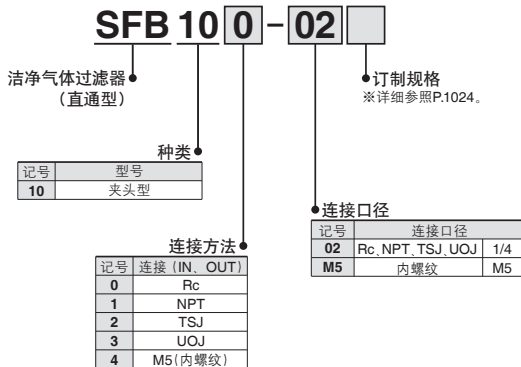 SFB 10 0 - 02
洁净气体过滤器
（直通型）
订制规格
※详细参照P.1024。
种类
记号 型号
10 夹头型
连接口径
记号 连接口径
02 Rc、NPT、TSJ、UOJ 1/4
M5 内螺纹 M5
连接方法
记号 连接（IN、OUT）
0 Rc
1 NPT
2 TSJ
3 UOJ
4 M5（内螺纹）